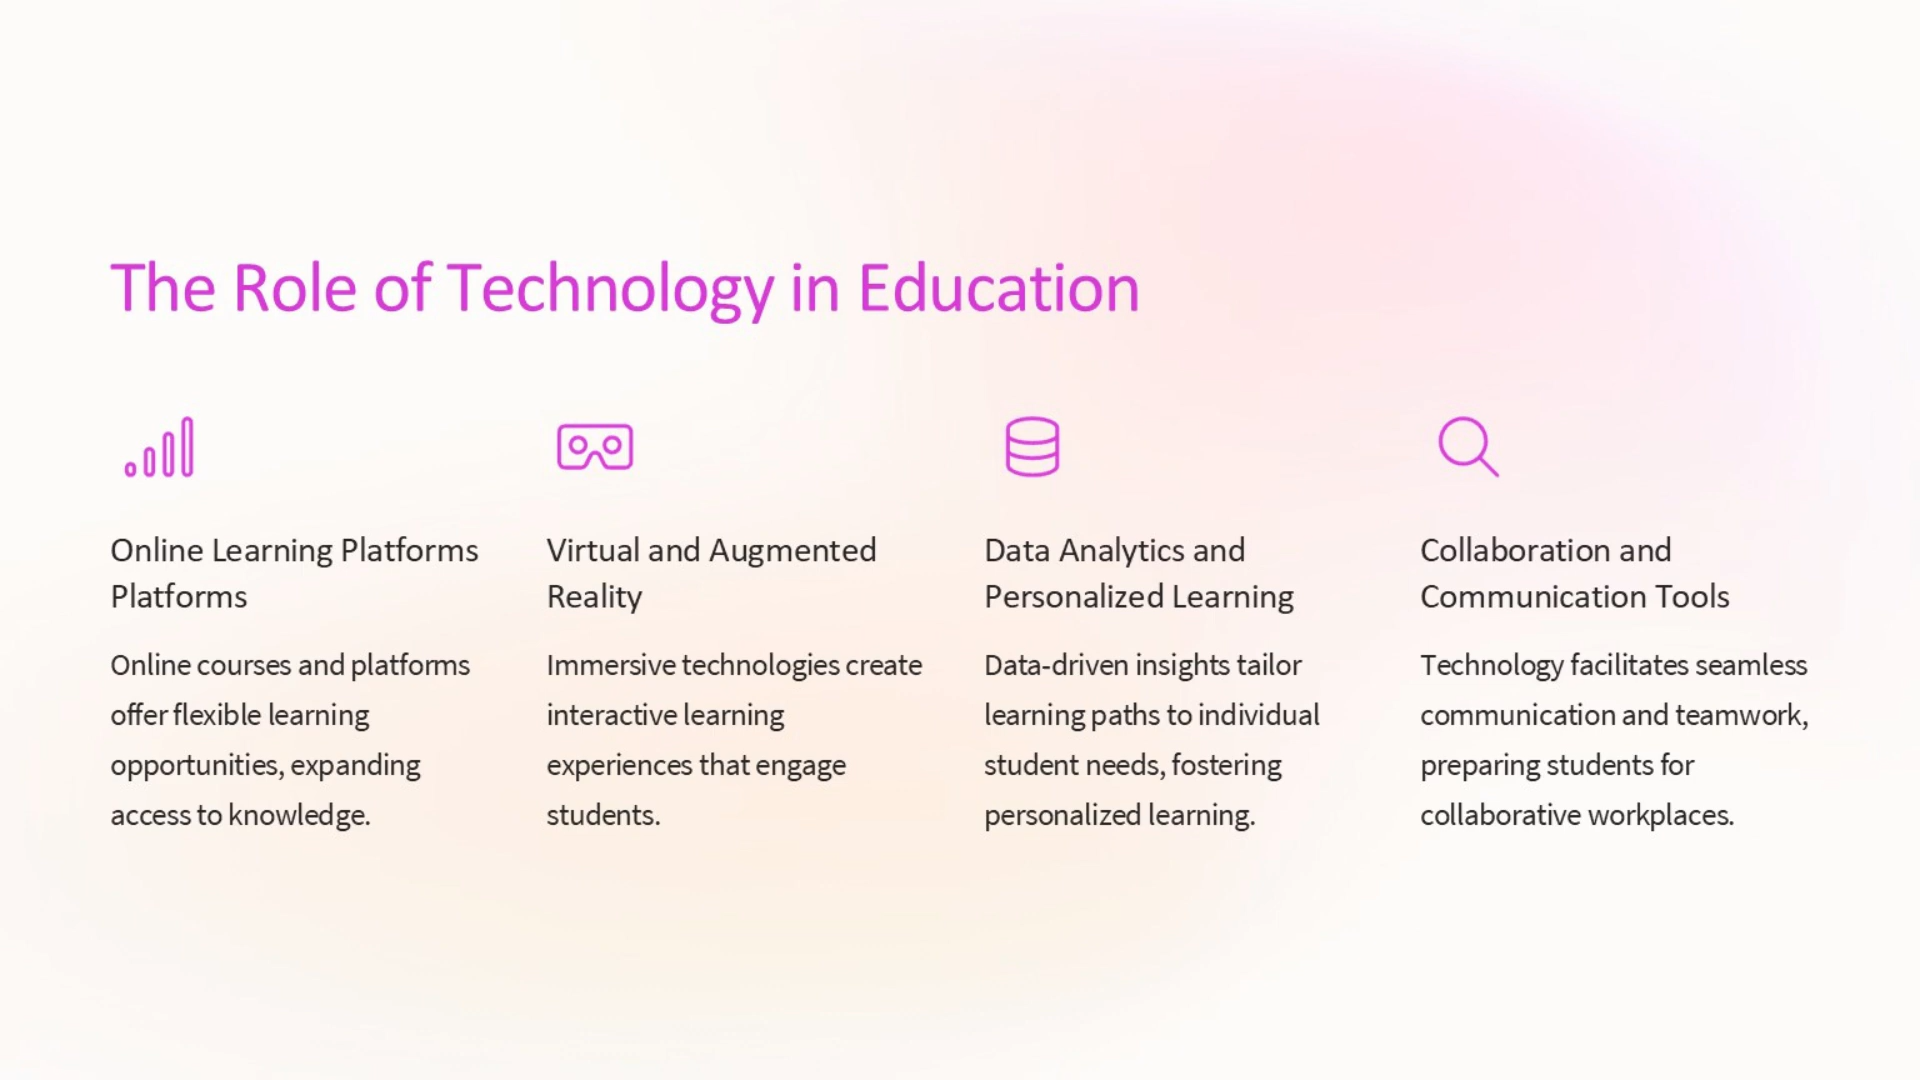 The Role of Technology in Education
Online Learning Platforms
Platforms
Online courses and platforms
offer flexible learning
opportunities, expanding
access to knowledge.
Virtual and Augmented
Reality
Immersive technologies create
interactive learning
experiences that engage
students.
Data Analytics and
Personalized Learning
Data-driven insights tailor
learning paths to individual
student needs, fostering
personalized learning.
Collaboration and
Communication Tools
Technology facilitates seamless
communication and teamwork,
preparing students for
collaborative workplaces.